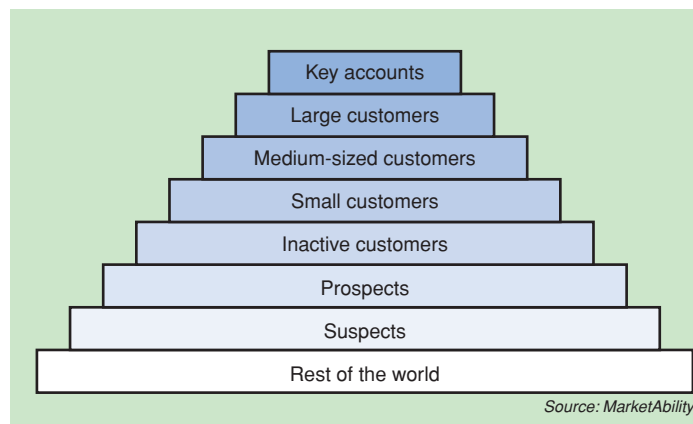 Key accounts
Large customers
Medium-sized customers
Small customers
Inactive customers
Prospects
Suspects
Rest of the world
Source: MarketAbility